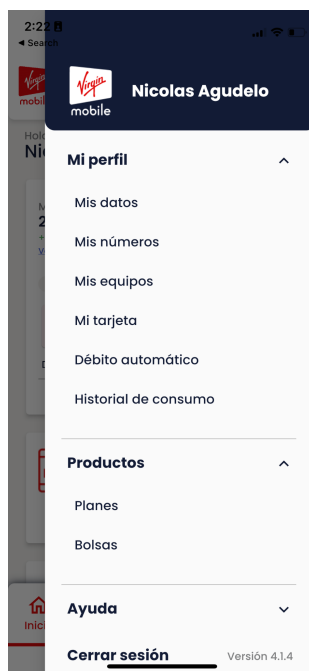 2:22
◀ Search
Virgin
mobile
Nicolas Agudelo
Mi perfil
Mis datos
Mis números
Mis equipos
Mi tarjeta
Débito automático
Historial de consumo
Productos
Planes
Bolsas
Ayuda
Cerrar sesión
Versión 4.1.4